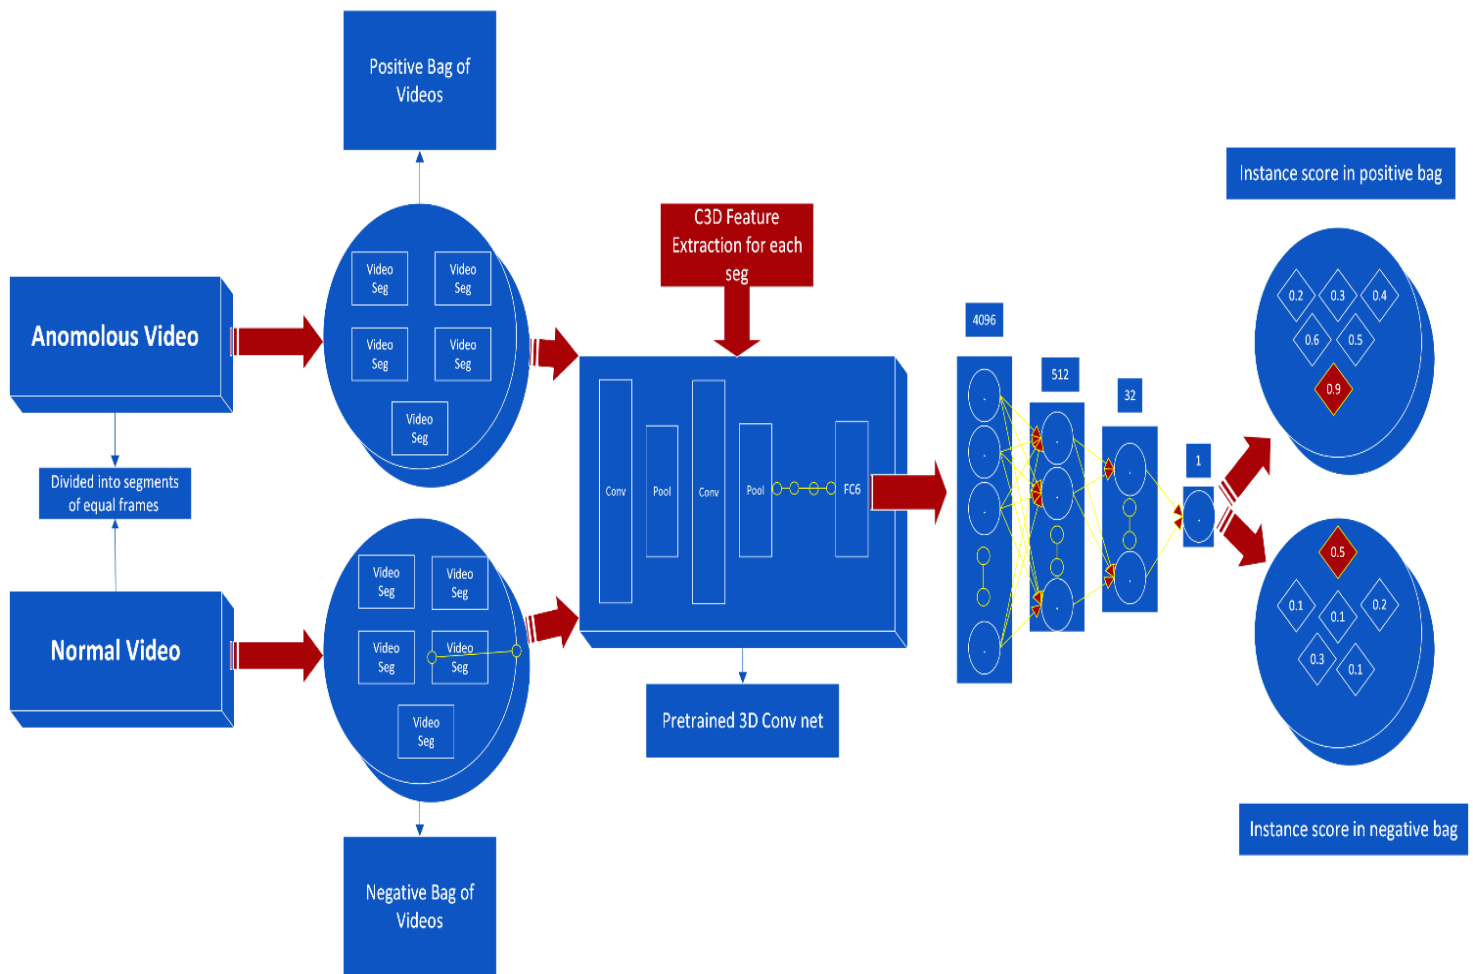 Positive Bag of
Videos
Anomolous Video
Video
Seg
Video
Seg
Video
Seg
Video
Seg
Video
Seg
Divided into segments
of equal frames
Normal Video
Video
Seg
Video
Seg
Video
Seg
Video
Seg
Video
Seg
Negative Bag of
Videos
C3D Feature
Extraction for each
seg
Conv
Pool
Conv
Pool
FC6
Pretrained 3D Conv net
4096
512
32
1
Instance score in positive bag
0.2
0.3
0.4
0.6
0.5
0.9
0.5
0.1
0.1
0.2
0.3
0.1
Instance score in negative bag